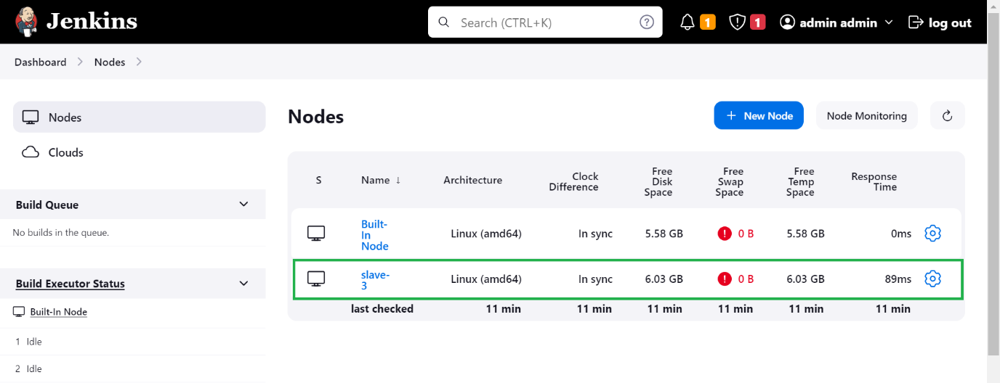 Jenkins
Search (CTRL+K)
1
1
admin admin
log out
Dashboard
Nodes
Nodes
Clouds
Build Queue
No builds in the queue.
Build Executor Status
Built-In Node
1 Idle
2 Idle
Nodes
+ New Node
Node Monitoring
S Name ↓ Architecture Clock Difference Free Disk Space Free Swap Space Free Temp Space Response Time
Built-In Node Linux (amd64) In sync 5.58 GB 0 B 5.58 GB 0ms
slave-3 Linux (amd64) In sync 6.03 GB 0 B 6.03 GB 89ms
last checked 11 min 11 min 11 min 11 min 11 min 11 min